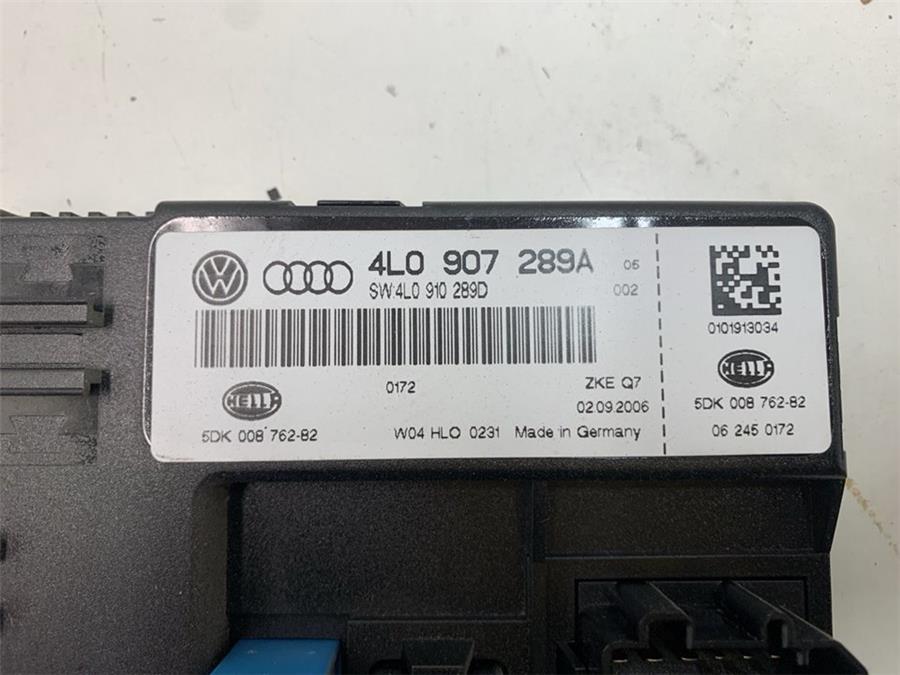 4L0 907 289A 05
SW:4L0 910 289D 002
0172 ZKE Q7
02.09.2006
HELLA
5DK 008 762-82 W04 HLO 0231 Made in Germany
0101913034
HELLA
5DK 008 762-82
06 245 0172